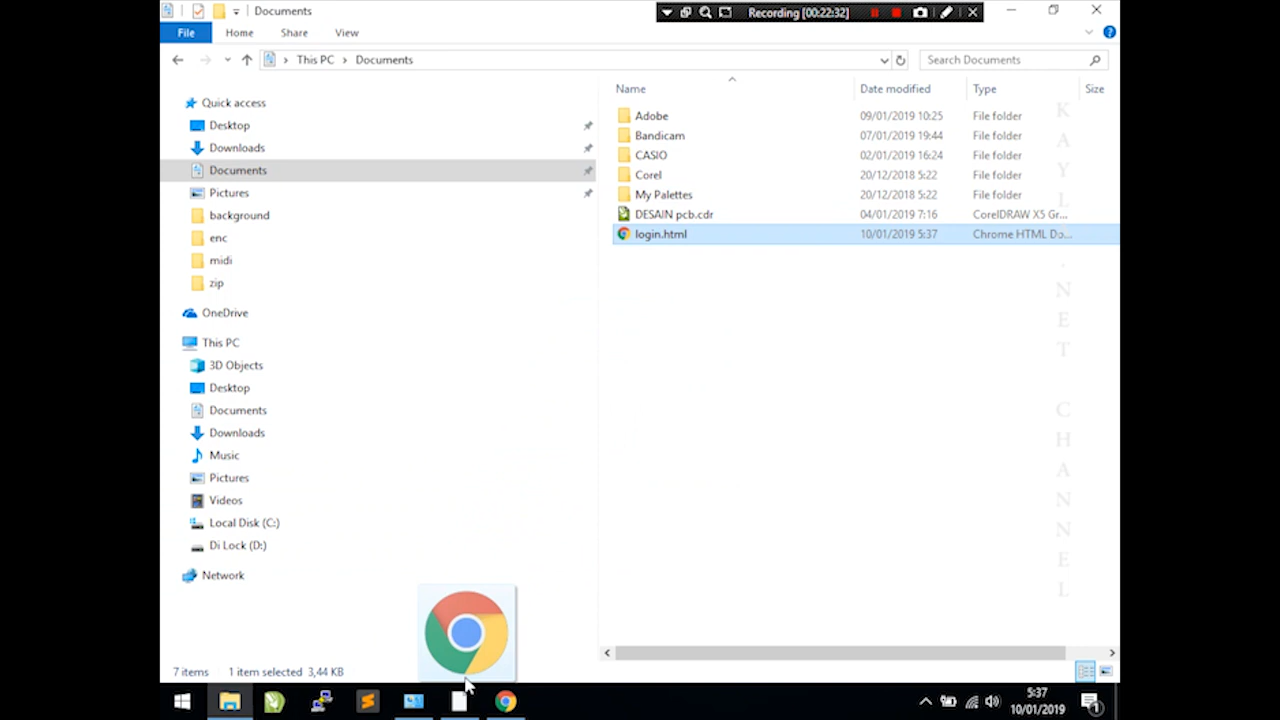 Documents
Recording [00:22:32]
File Home Share View
This PC Documents
Search Documents
Name Date modified Type Size
Quick access
Desktop
Downloads
Documents
Pictures
background
enc
midi
zip
OneDrive
This PC
3D Objects
Desktop
Documents
Downloads
Music
Pictures
Videos
Local Disk (C:)
Di Lock (D:)
Network
Adobe 09/01/2019 10:25 File folder
Bandicam 07/01/2019 19:44 File folder
CASIO 02/01/2019 16:24 File folder
Corel 20/12/2018 5:22 File folder
My Palettes 20/12/2018 5:22 File folder
DESAIN pcb.cdr 04/01/2019 7:16 CorelDRAW X5 Gr...
login.html 10/01/2019 5:37 Chrome HTML Do...
KAYLA.NET CHANNEL
7 items 1 item selected 3,44 KB
5:37
10/01/2019
1